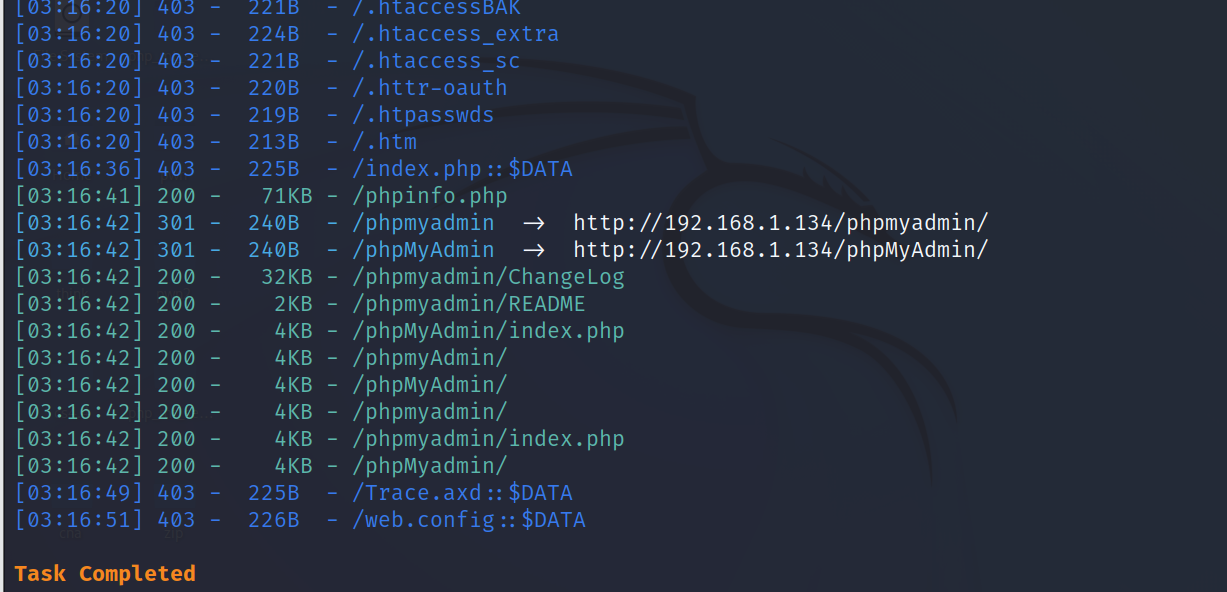 [03:16:20] 403 -  221B  - /.htaccessBAK
[03:16:20] 403 -  224B  - /.htaccess_extra
[03:16:20] 403 -  221B  - /.htaccess_sc
[03:16:20] 403 -  220B  - /.httr-oauth
[03:16:20] 403 -  219B  - /.htpasswds
[03:16:20] 403 -  213B  - /.htm
[03:16:36] 403 -  225B  - /index.php::$DATA
[03:16:41] 200 -   71KB - /phpinfo.php
[03:16:42] 301 -  240B  - /phpmyadmin  ->  http://192.168.1.134/phpmyadmin/
[03:16:42] 301 -  240B  - /phpMyAdmin  ->  http://192.168.1.134/phpMyAdmin/
[03:16:42] 200 -   32KB - /phpmyadmin/ChangeLog
[03:16:42] 200 -    2KB - /phpmyadmin/README
[03:16:42] 200 -    4KB - /phpMyAdmin/index.php
[03:16:42] 200 -    4KB - /phpmyAdmin/
[03:16:42] 200 -    4KB - /phpMyAdmin/
[03:16:42] 200 -    4KB - /phpmyadmin/
[03:16:42] 200 -    4KB - /phpmyadmin/index.php
[03:16:42] 200 -    4KB - /phpMyadmin/
[03:16:49] 403 -  225B  - /Trace.axd::$DATA
[03:16:51] 403 -  226B  - /web.config::$DATA
Task Completed